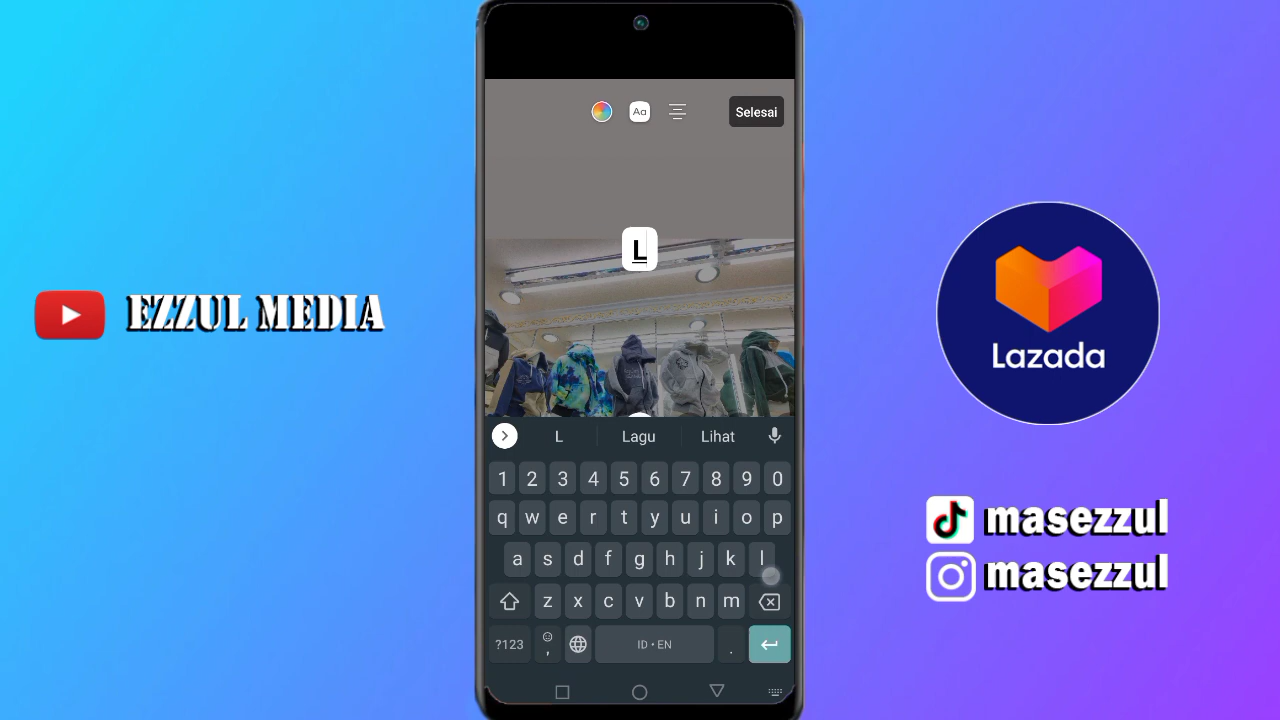 EZZUL MEDIA
Aa
Selesai
L
L Lagu Lihat
1 2 3 4 5 6 7 8 9 0
q w e r t y u i o p
a s d f g h j k l
z x c v b n m
?123 , ID • EN .
Lazada
masezzul
masezzul